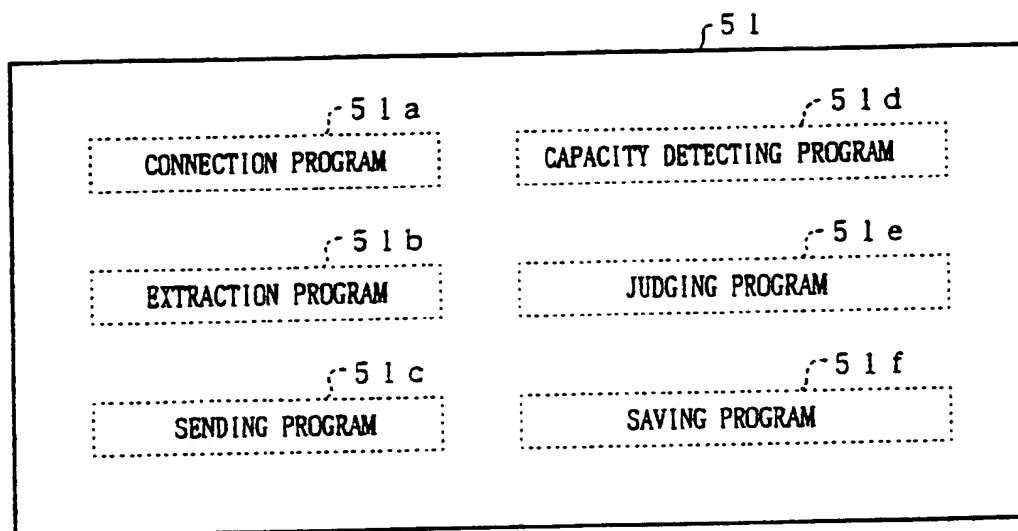 51
51a
CONNECTION PROGRAM
51b
EXTRACTION PROGRAM
51c
SENDING PROGRAM
51d
CAPACITY DETECTING PROGRAM
51e
JUDGING PROGRAM
51f
SAVING PROGRAM